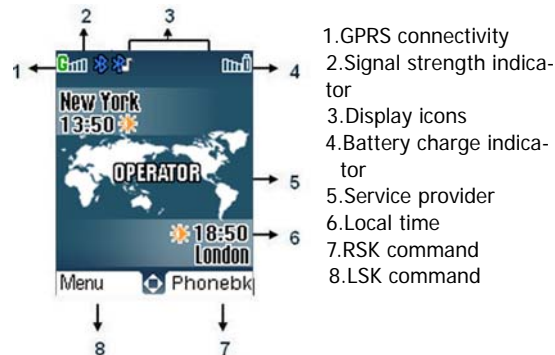 2
3
1
G
4
New York
13:50
OPERATOR
5
18:50
6
London
Menu
Phonebk
8
7
1.GPRS connectivity
2.Signal strength indica-
tor
3.Display icons
4.Battery charge indica-
tor
5.Service provider
6.Local time
7.RSK command
8.LSK command